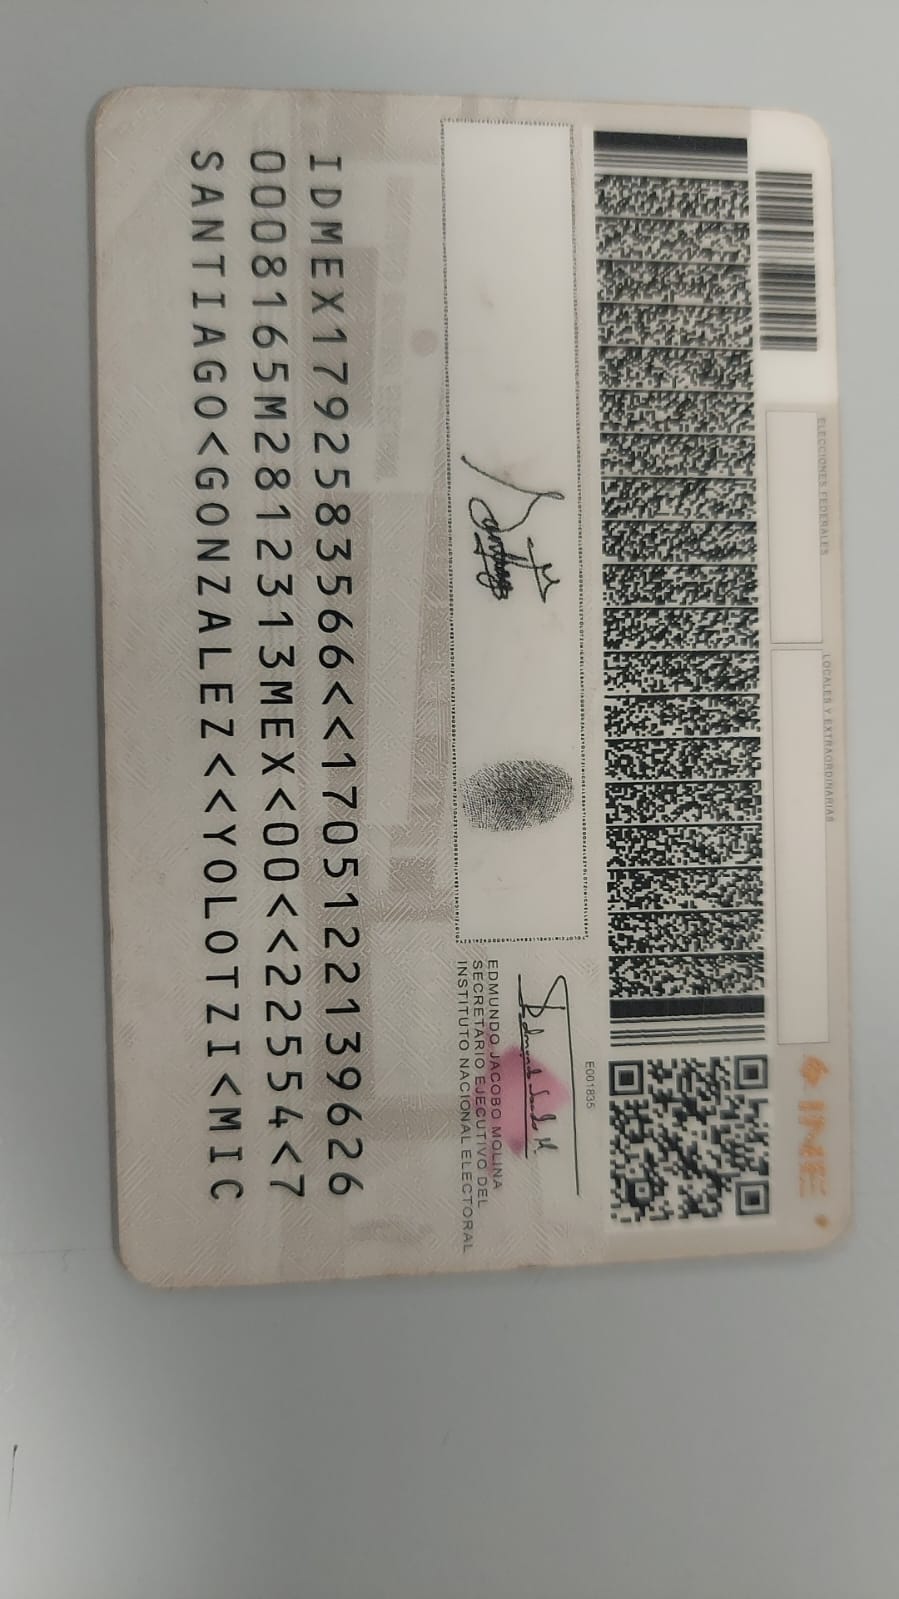 ELECCIONES FEDERALES
LOCALES Y EXTRAORDINARIAS
INE
E001835
EDMUNDO JACOBO MOLINA
SECRETARIO EJECUTIVO DEL
INSTITUTO NACIONAL ELECTORAL
IDMEX1792583566<<1705122139626
0008165M2812313MEX<00<<22554<7
SANTIAGO<GONZALEZ<<YOLOTZI<MIC